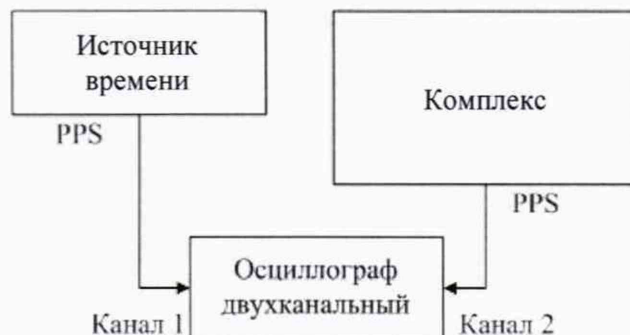 Источник
времени
Комплекс
PPS
PPS
Осциллограф
двухканальный
Канал 1
Канал 2